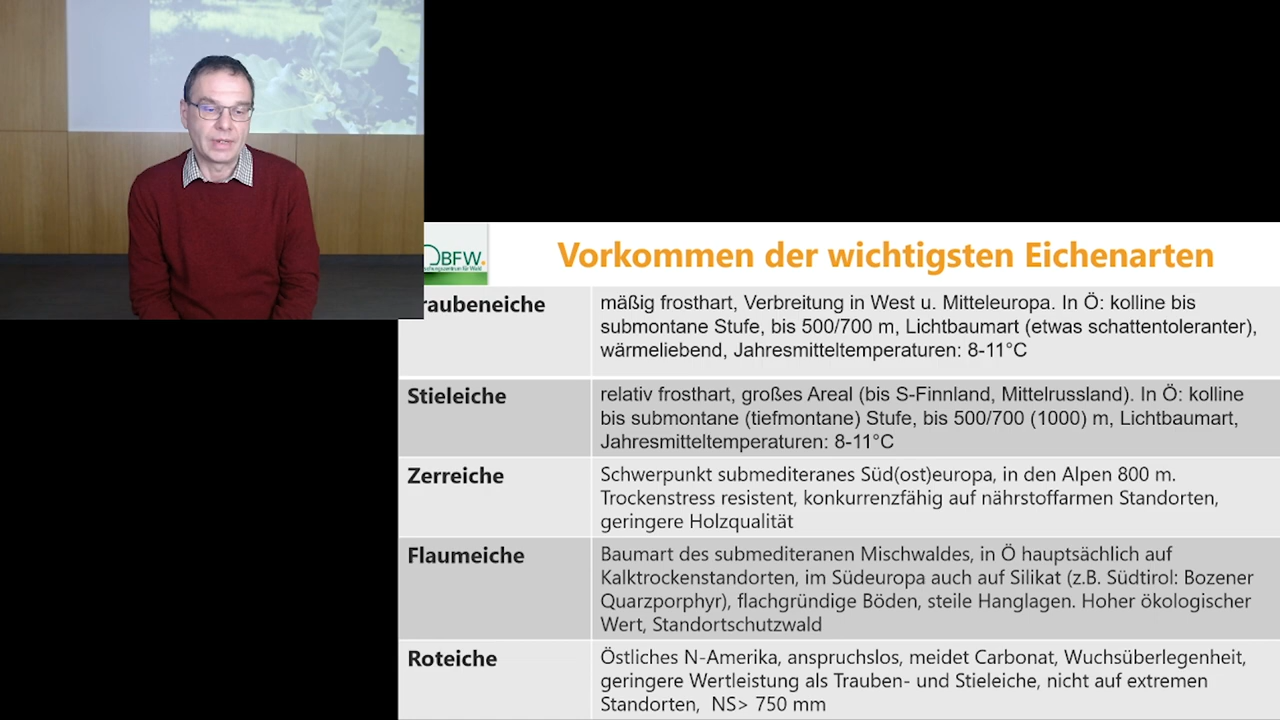 BFW.
Vorkommen der wichtigsten Eichenarten
raubeneiche
mäßig frosthart, Verbreitung in West u. Mitteleuropa. In Ö: kolline bis
submontane Stufe, bis 500/700 m, Lichtbaumart (etwas schattentoleranter),
wärmeliebend, Jahresmitteltemperaturen: 8-11°C
Stieleiche
relativ frosthart, großes Areal (bis S-Finnland, Mittelrussland). In Ö: kolline
bis submontane (tiefmontane) Stufe, bis 500/700 (1000) m, Lichtbaumart,
Jahresmitteltemperaturen: 8-11°C
Zerreiche
Schwerpunkt submediteranes Süd(ost)europa, in den Alpen 800 m.
Trockenstress resistent, konkurrenzfähig auf nährstoffarmen Standorten,
geringere Holzqualität
Flaumeiche
Baumart des submediteranen Mischwaldes, in Ö hauptsächlich auf
Kalktrockenstandorten, im Südeuropa auch auf Silikat (z.B. Südtirol: Bozener
Quarzporphyr), flachgründige Böden, steile Hanglagen. Hoher ökologischer
Wert, Standortschutzwald
Roteiche
Östliches N-Amerika, anspruchslos, meidet Carbonat, Wuchsüberlegenheit,
geringere Wertleistung als Trauben- und Stieleiche, nicht auf extremen
Standorten, NS> 750 mm